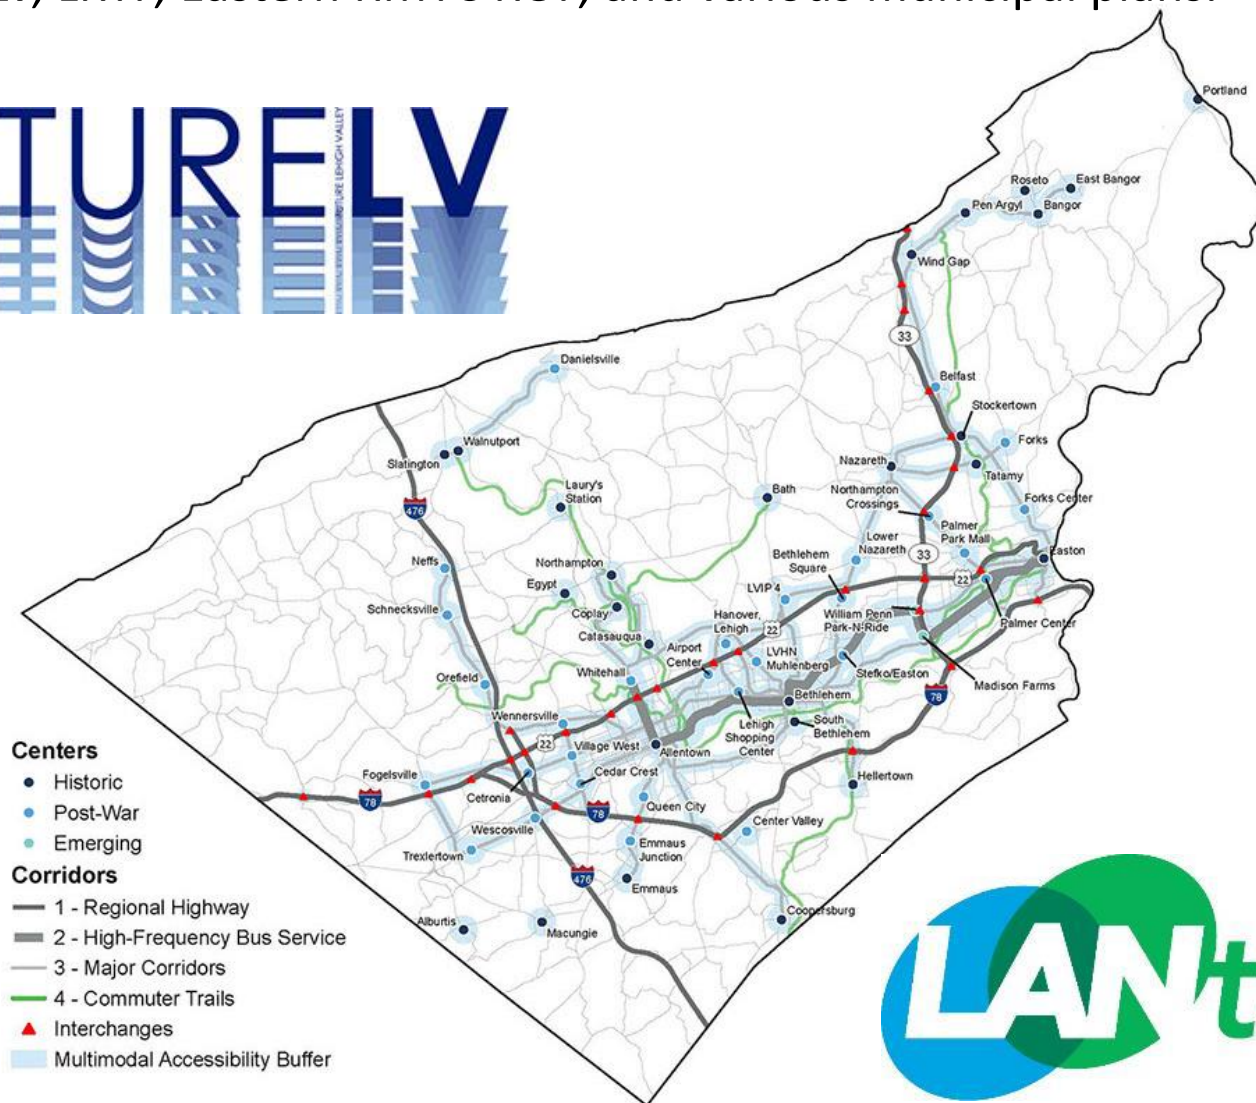 TURELV
Portland
Roseto
East Bangor
Pen Argyl
Bangor
Wind Gap
33
Danielsville
Belfast
Stockertown
Walnutport
Forks
Slatington
Nazareth
Tatamy
Laury's
Station
Bath
Northampton
Crossings
Forks Center
476
Palmer
Park Mall
Lower
Nazareth
Bethlehem
Square
33
Easton
Neffs
Northampton
22
Egypt
LVIP 4
Schnecksville
Coplay
Hanover,
Lehigh
William Penn
Park-N-Ride
22
Palmer Center
Catasauqua
Airport
Center
LVHN
Muhlenberg
Whitehall
Stefko/Easton
Orefield
Madison Farms
78
Bethlehem
Wennersville
Lehigh
Shopping
Center
South
Bethlehem
22
Village West
Allentown
Fogelsville
Cedar Crest
Hellertown
78
Cetronia
78
Queen City
Wescosville
Center Valley
Trexlertown
Emmaus
Junction
476
Emmaus
Alburtis
Macungie
Coopersburg
Centers
Historic
Post-War
Emerging
Corridors
1 - Regional Highway
2 - High-Frequency Bus Service
3 - Major Corridors
4 - Commuter Trails
Interchanges
Multimodal Accessibility Buffer
LANt